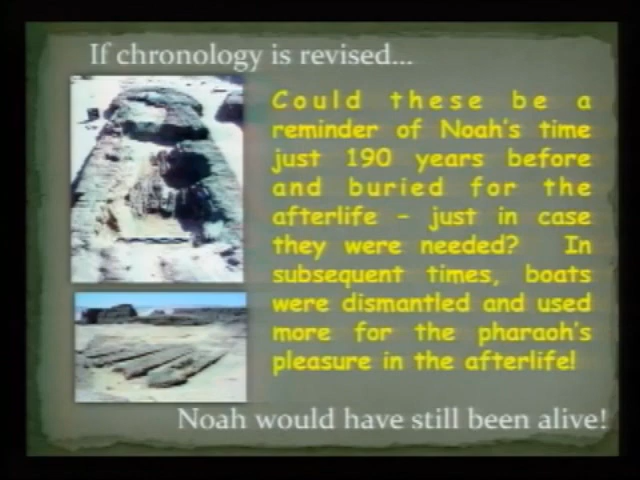 If chronology is revised...
Could these be a
reminder of Noah's time
just 190 years before
and buried for the
afterlife – just in case
they were needed? In
subsequent times, boats
were dismantled and used
more for the pharaoh's
pleasure in the afterlife!
Noah would have still been alive!